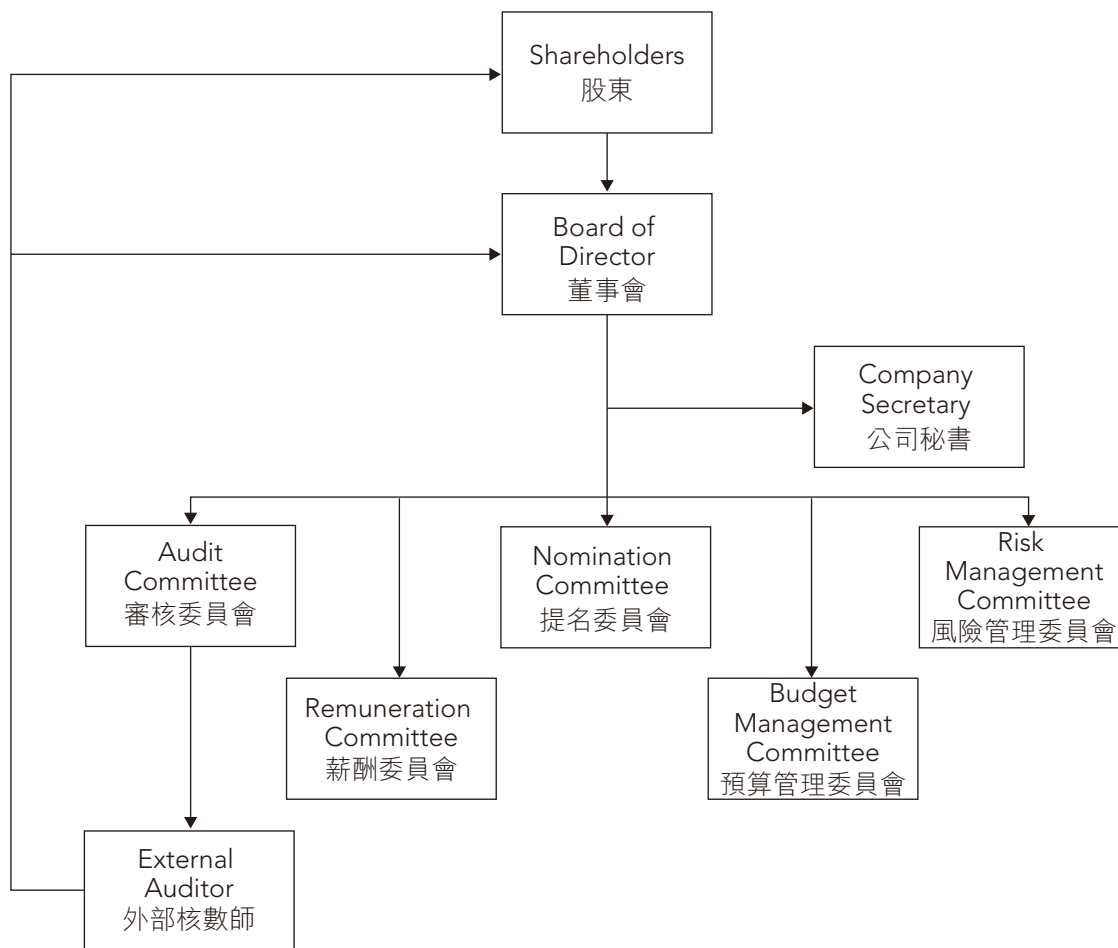 Shareholders
股東
Board of
Director
董事會
Company
Secretary
公司秘書
Audit
Committee
審核委員會
Nomination
Committee
提名委員會
Risk
Management
Committee
風險管理委員會
Remuneration
Committee
薪酬委員會
Budget
Management
Committee
預算管理委員會
External
Auditor
外部核數師